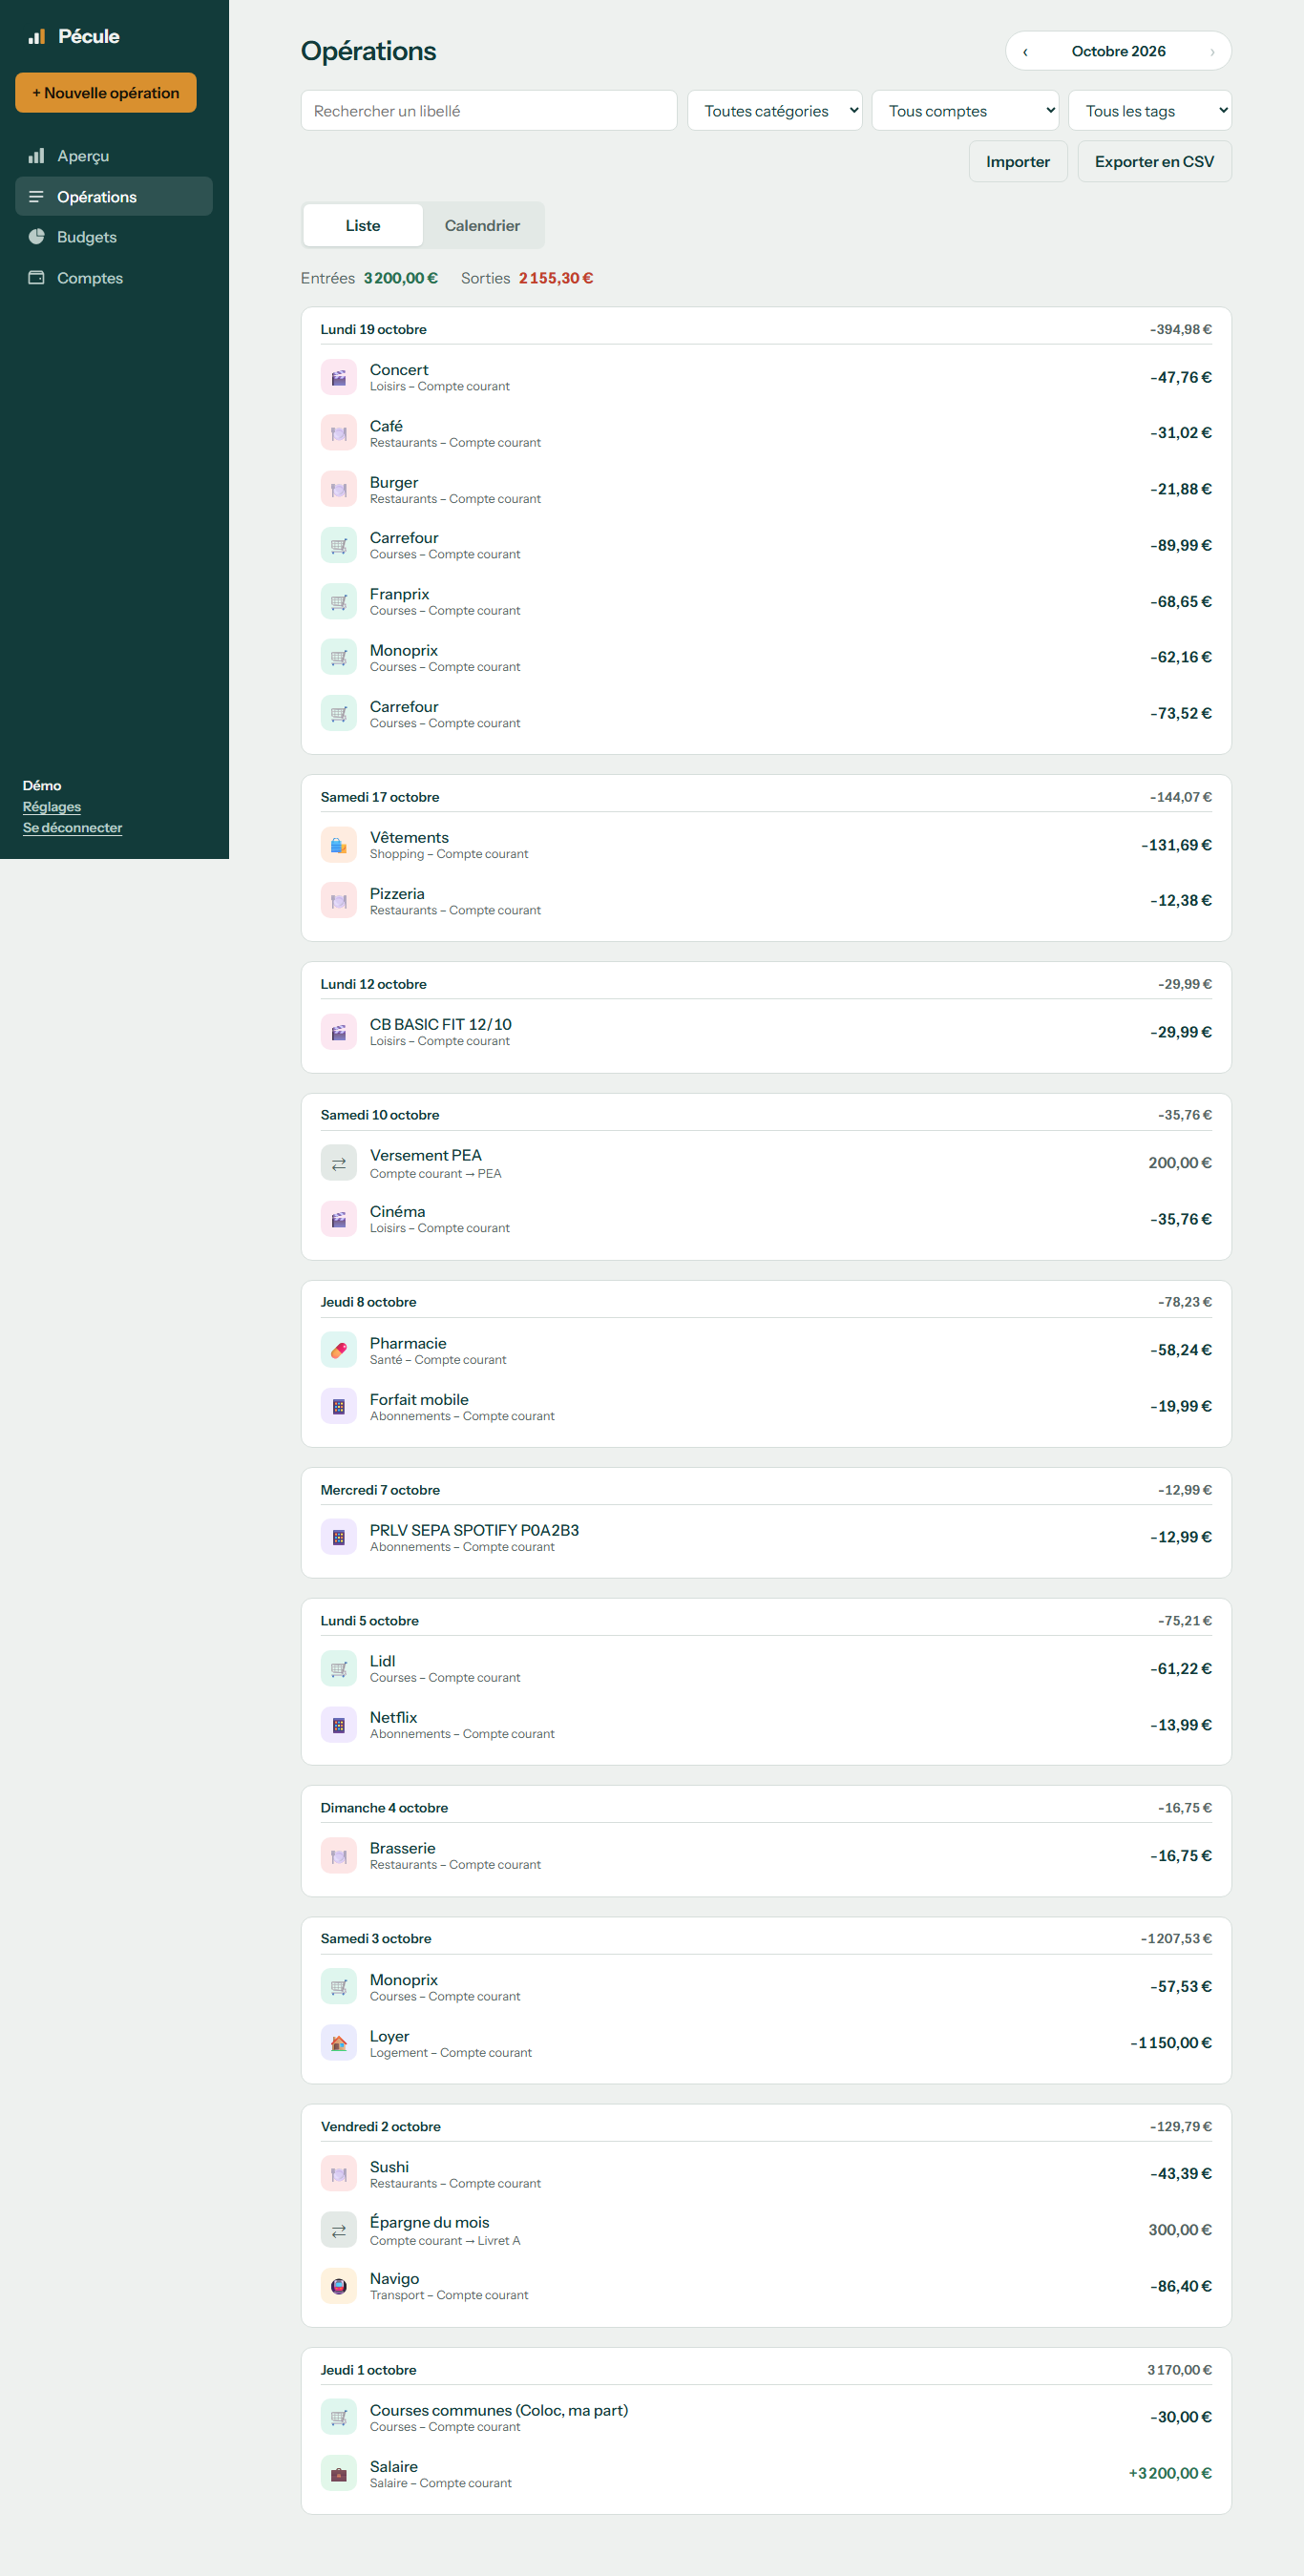 Pécule
+ Nouvelle opération
Aperçu
Opérations
Budgets
Comptes
Démo
Réglages
Se déconnecter
Opérations
‹ Octobre 2026 ›
Rechercher un libellé Toutes catégories Tous comptes Tous les tags
Importer Exporter en CSV
Liste Calendrier
Entrées 3 200,00 € Sorties 2 155,30 €
Lundi 19 octobre -394,98 €
Concert
Loisirs – Compte courant
-47,76 €
Café
Restaurants – Compte courant
-31,02 €
Burger
Restaurants – Compte courant
-21,88 €
Carrefour
Courses – Compte courant
-89,99 €
Franprix
Courses – Compte courant
-68,65 €
Monoprix
Courses – Compte courant
-62,16 €
Carrefour
Courses – Compte courant
-73,52 €
Samedi 17 octobre -144,07 €
Vêtements
Shopping – Compte courant
-131,69 €
Pizzeria
Restaurants – Compte courant
-12,38 €
Lundi 12 octobre -29,99 €
CB BASIC FIT 12/10
Loisirs – Compte courant
-29,99 €
Samedi 10 octobre -35,76 €
Versement PEA
Compte courant → PEA
200,00 €
Cinéma
Loisirs – Compte courant
-35,76 €
Jeudi 8 octobre -78,23 €
Pharmacie
Santé – Compte courant
-58,24 €
Forfait mobile
Abonnements – Compte courant
-19,99 €
Mercredi 7 octobre -12,99 €
PRLV SEPA SPOTIFY P0A2B3
Abonnements – Compte courant
-12,99 €
Lundi 5 octobre -75,21 €
Lidl
Courses – Compte courant
-61,22 €
Netflix
Abonnements – Compte courant
-13,99 €
Dimanche 4 octobre -16,75 €
Brasserie
Restaurants – Compte courant
-16,75 €
Samedi 3 octobre -1 207,53 €
Monoprix
Courses – Compte courant
-57,53 €
Loyer
Logement – Compte courant
-1 150,00 €
Vendredi 2 octobre -129,79 €
Sushi
Restaurants – Compte courant
-43,39 €
Épargne du mois
Compte courant → Livret A
300,00 €
Navigo
Transport – Compte courant
-86,40 €
Jeudi 1 octobre 3 170,00 €
Courses communes (Coloc, ma part)
Courses – Compte courant
-30,00 €
Salaire
Salaire – Compte courant
+3 200,00 €